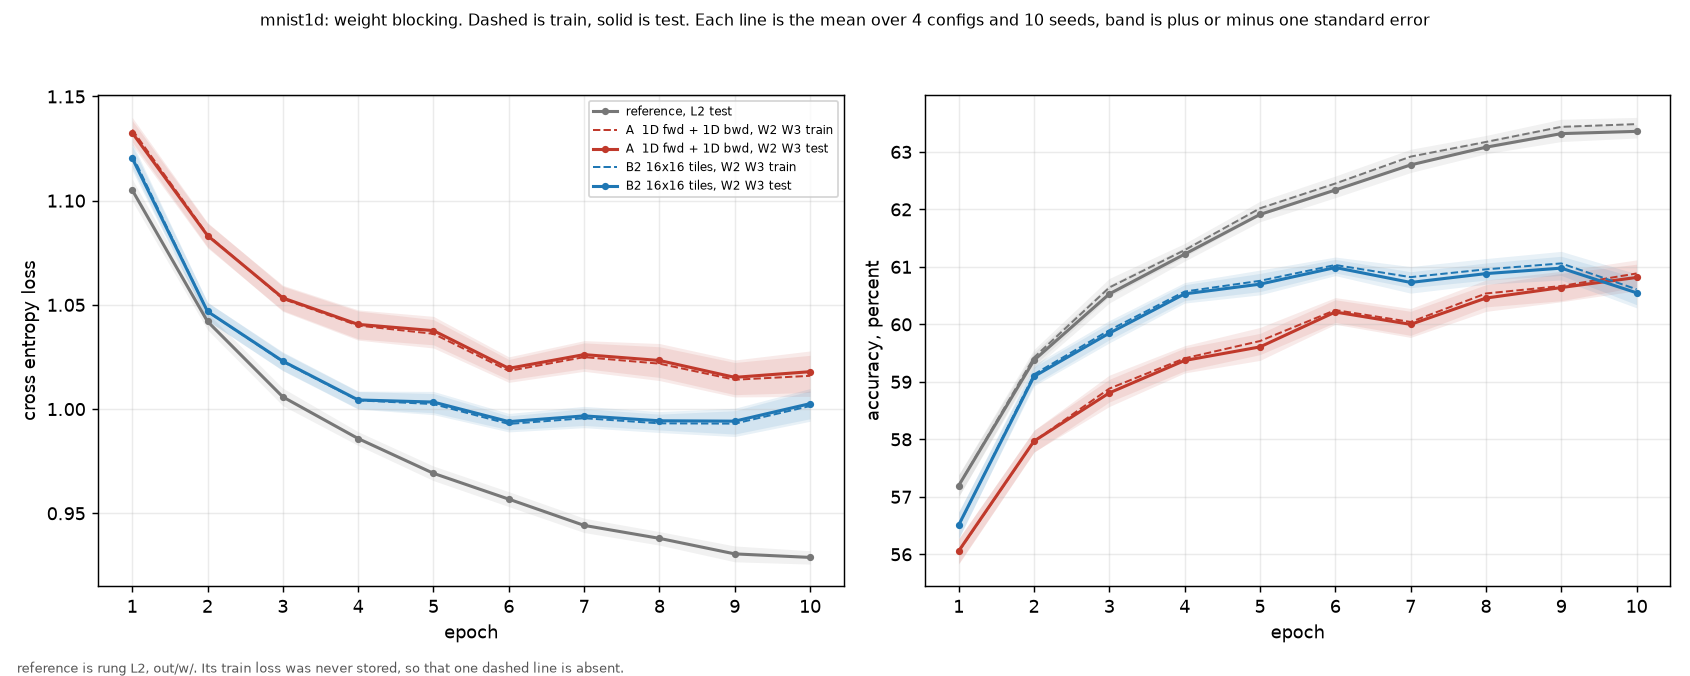 mnist1d: weight blocking. Dashed is train, solid is test. Each line is the mean over 4 configs and 10 seeds, band is plus or minus one standard error
1.15
1.10
1.05
1.00
0.95
cross entropy loss
reference, L2 test
A  1D fwd + 1D bwd, W2 W3 train
A  1D fwd + 1D bwd, W2 W3 test
B2 16x16 tiles, W2 W3 train
B2 16x16 tiles, W2 W3 test
1 2 3 4 5 6 7 8 9 10
epoch
63
62
61
60
59
58
57
56
accuracy, percent
1 2 3 4 5 6 7 8 9 10
epoch
reference is rung L2, out/w/. Its train loss was never stored, so that one dashed line is absent.